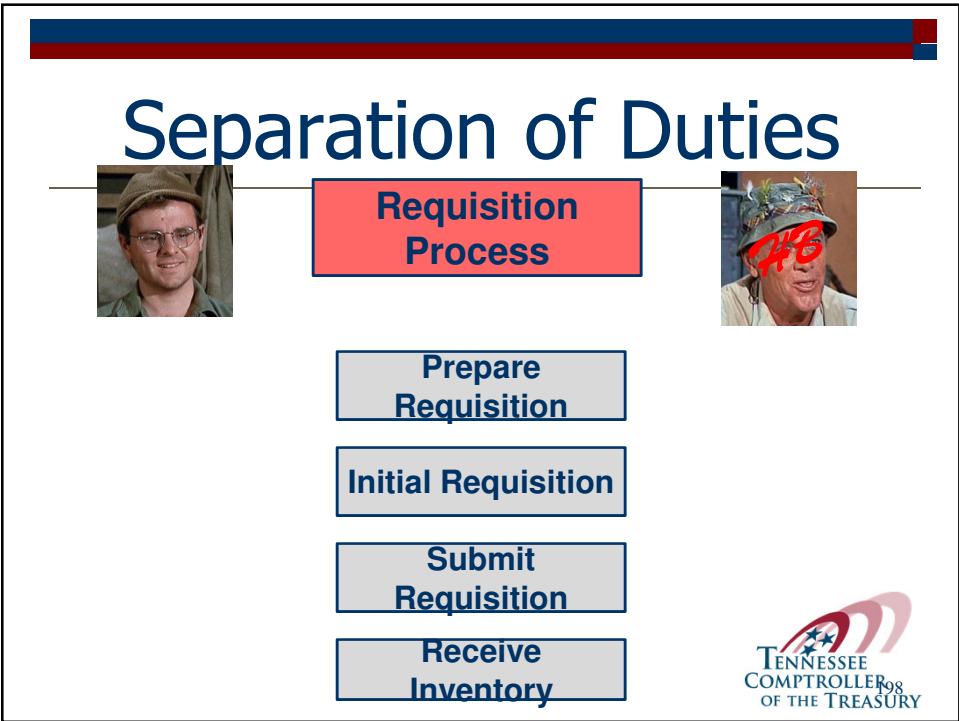 Separation of Duties
Requisition
Process
HB
Prepare
Requisition
Initial Requisition
Submit
Requisition
Receive
Inventory
TENNESSEE
COMPTROLLER
OF THE TREASURY
198